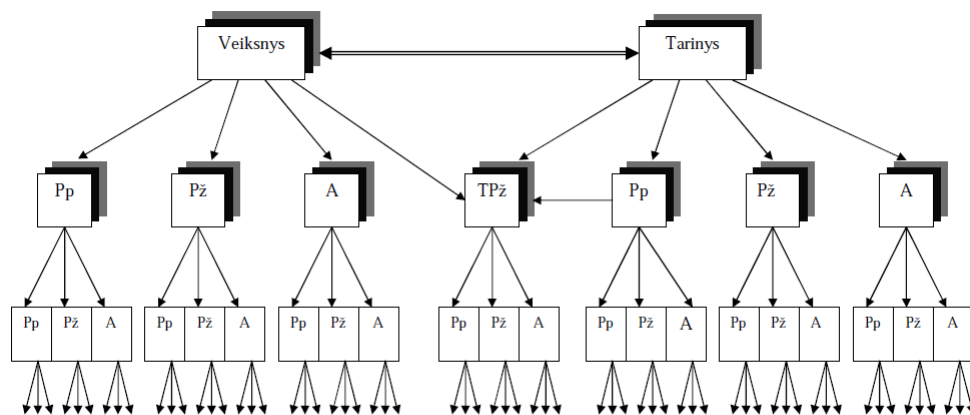 Veiksnys Tarinys
Pp Pž A TPž Pp Pž A
Pp Pž A Pp Pž A Pp Pž A Pp Pž A Pp Pž A Pp Pž A Pp Pž A